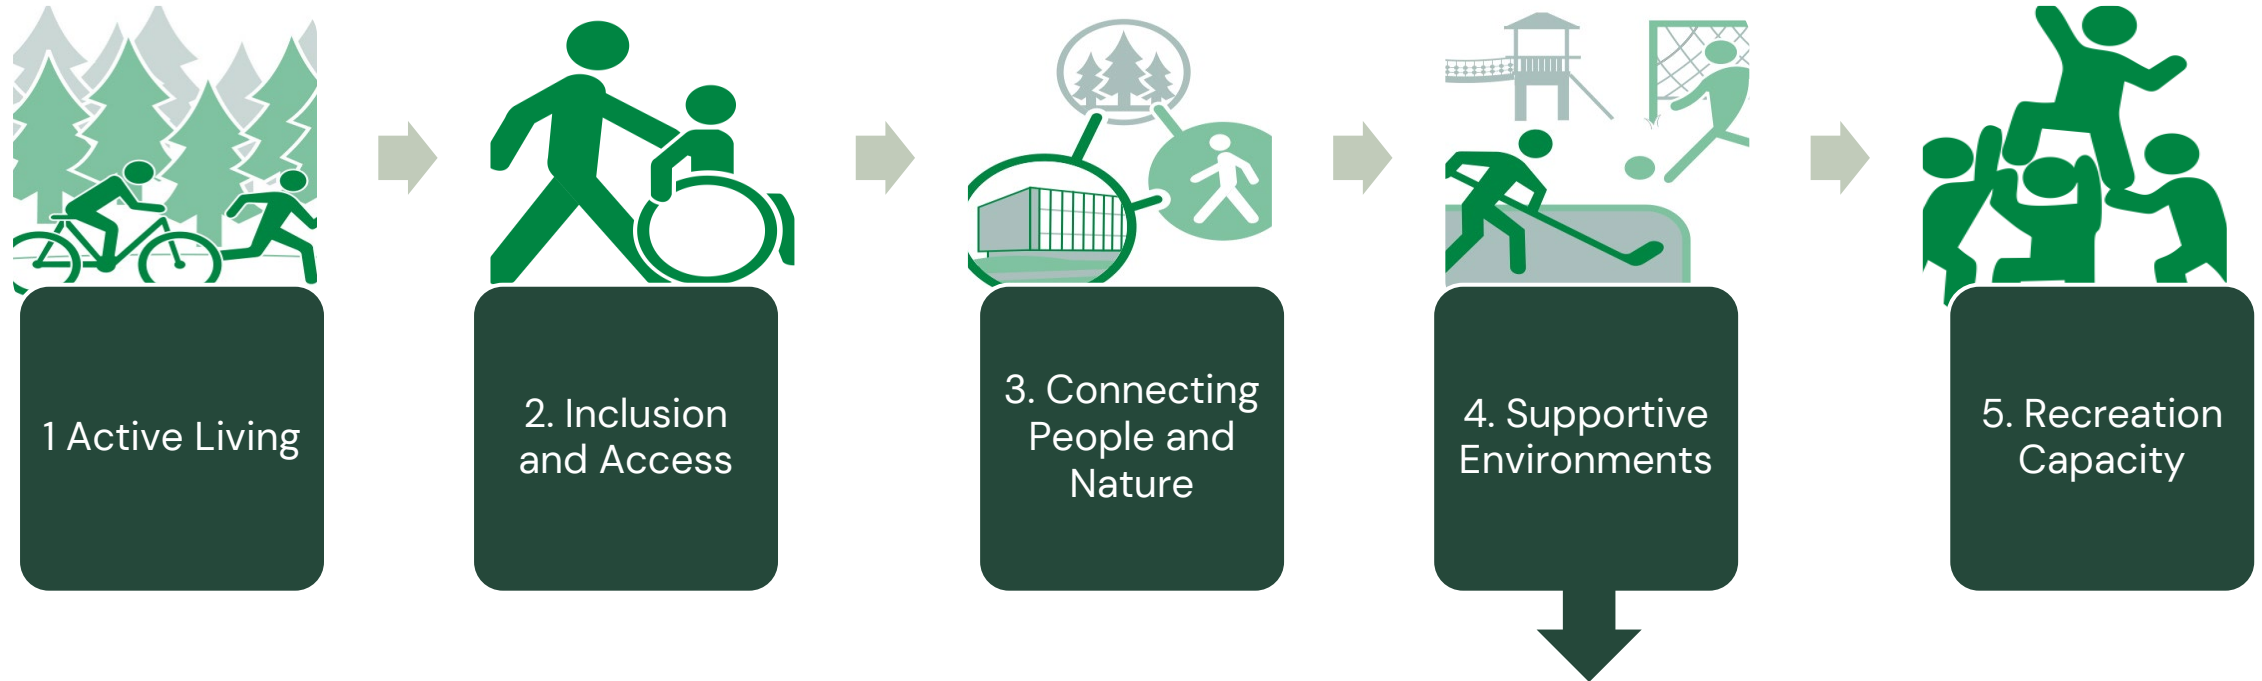 1 Active Living
2. Inclusion
and Access
3. Connecting
People and
Nature
4. Supportive
Environments
5. Recreation
Capacity